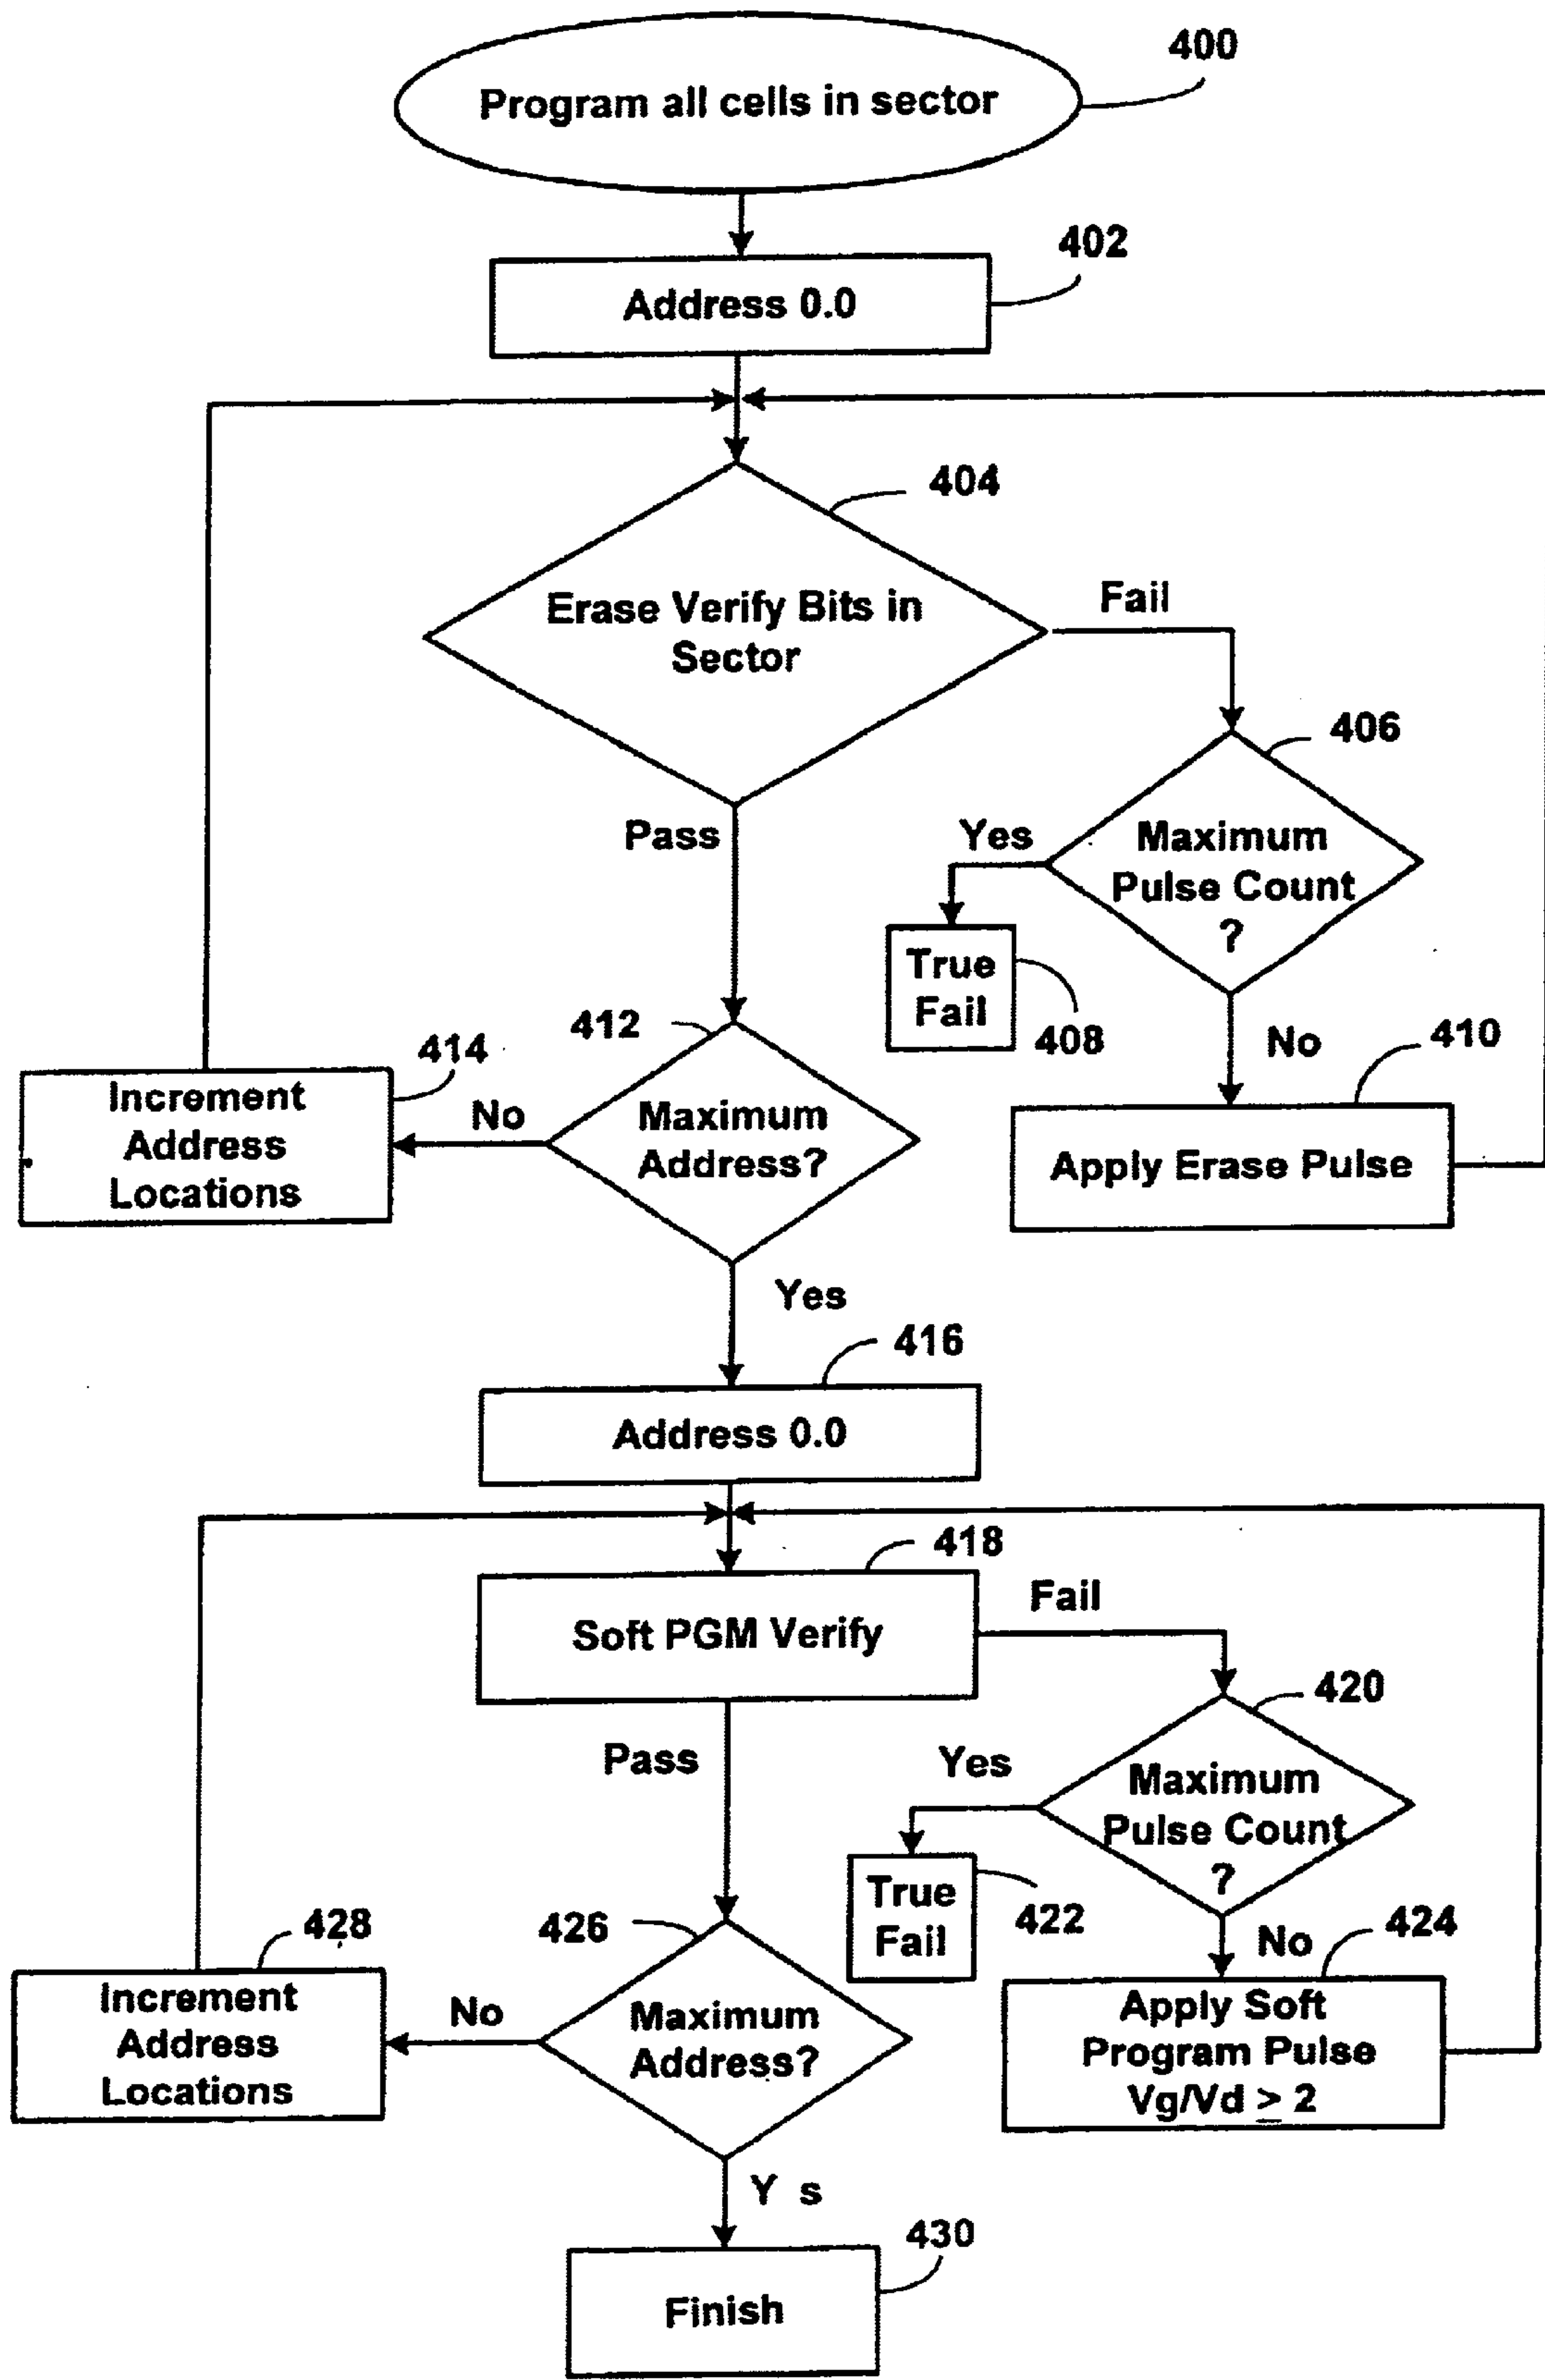 400
Program all cells in sector
402
Address 0.0
404
Erase Verify Bits in
Sector
Fail
406
Maximum
Pulse Count
?
Yes
True
Fail
408
No
410
Apply Erase Pulse
Pass
412
Maximum
Address?
No
414
Increment
Address
Locations
Yes
416
Address 0.0
418
Soft PGM Verify
Fail
420
Maximum
Pulse Count
?
Yes
True
Fail
422
No
424
Apply Soft
Program Pulse
Vg/Vd ≥ 2
Pass
426
Maximum
Address?
No
428
Increment
Address
Locations
Y s
430
Finish